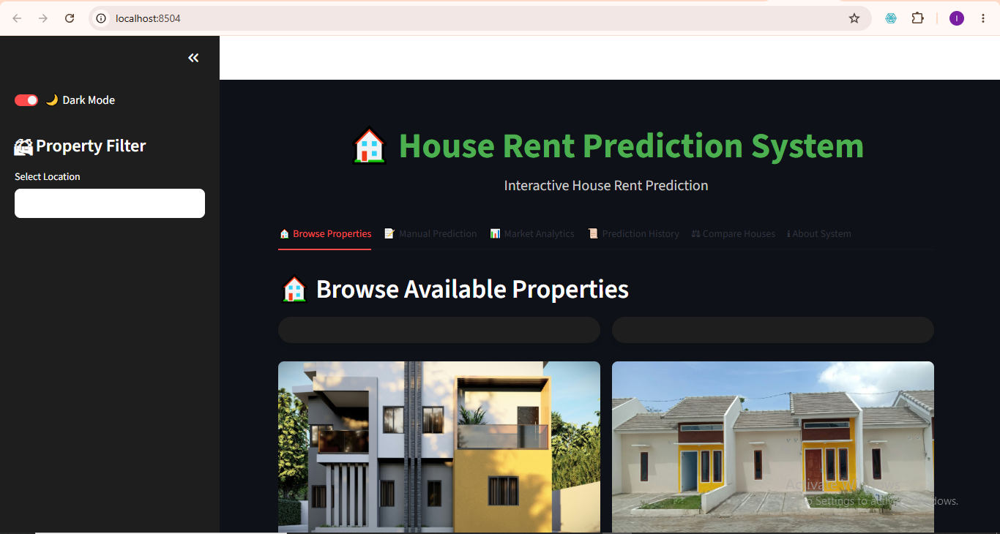 localhost:8504
I
Dark Mode
Property Filter
Select Location
House Rent Prediction System
Interactive House Rent Prediction
Browse Properties
Manual Prediction
Market Analytics
Prediction History
Compare Houses
About System
Browse Available Properties
Activate Windows
to Settings to activate Windows.